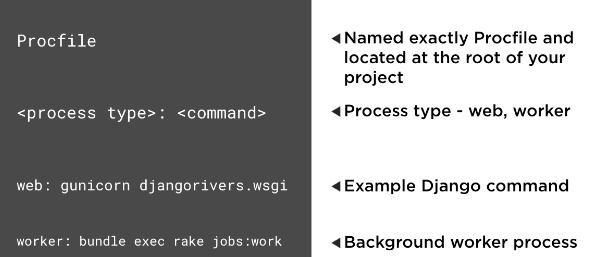 Procfile
Named exactly Procfile and
located at the root of your
project
<process type>: <command>
Process type - web, worker
web: gunicorn djangorivers.wsgi
Example Django command
worker: bundle exec rake jobs:work
Background worker process